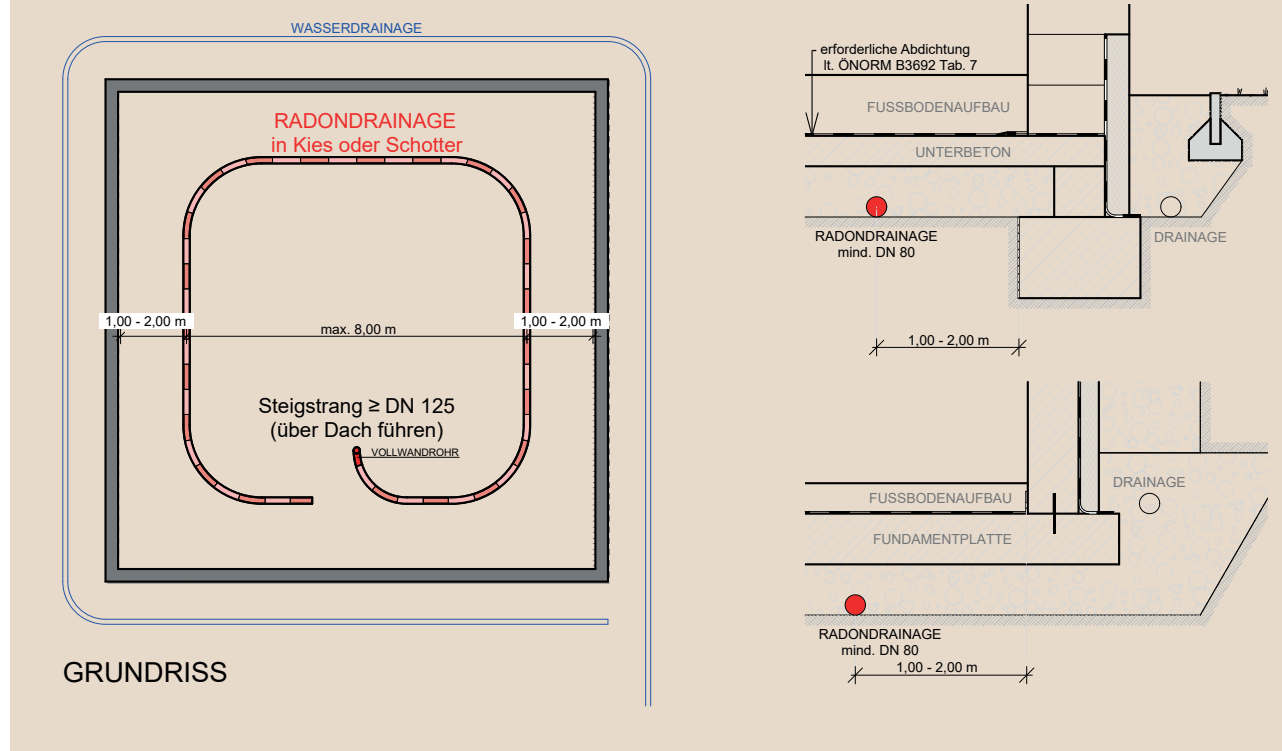 WASSERDRAINAGE
RADONDRAINAGE
in Kies oder Schotter
1,00 - 2,00 m
max. 8,00 m
1,00 - 2,00 m
Steigstrang ≥ DN 125
(über Dach führen)
VOLLWANDROHR
GRUNDRISS
erforderliche Abdichtung
lt. ÖNORM B3692 Tab. 7
FUSSBODENAUFBAU
UNTERBETON
RADONDRAINAGE
mind. DN 80
DRAINAGE
1,00 - 2,00 m
DRAINAGE
FUSSBODENAUFBAU
FUNDAMENTPLATTE
RADONDRAINAGE
mind. DN 80
1,00 - 2,00 m